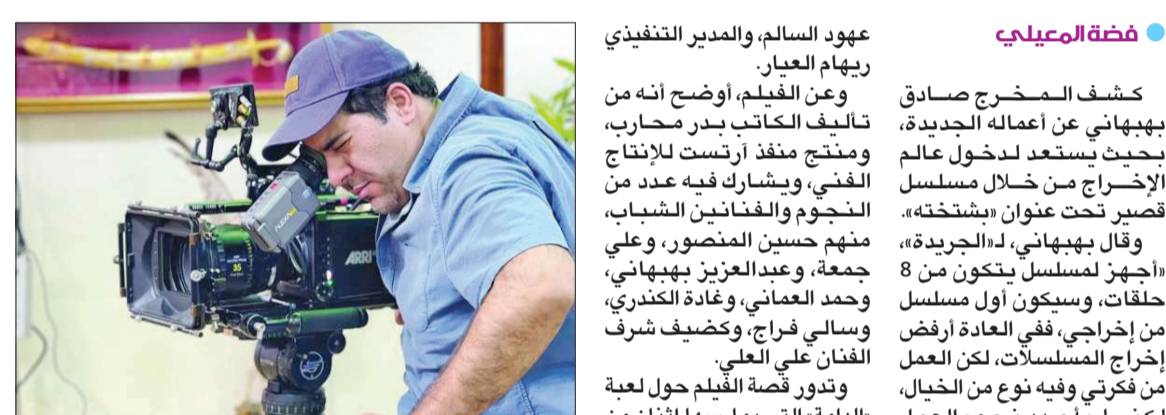 فضة المعيلي
كشف المخرج صادق
بهبهاني عن أعماله الجديدة،
بحيث يستعد لدخول عالم
الإخراج من خلال مسلسل
قصير تحت عنوان «بشتخته».
وقال بهبهاني، لـ«الجريدة»،
«أجهز لمسلسل يتكون من 8
حلقات، وسيكون أول مسلسل
من إخراجي، ففي العادة أرفض
إخراج المسلسلات، لكن العمل
من فكرتي وفيه نوع من الخيال،
عهود السالم، والمدير التنفيذي
ريهام العيار.
وعن الفيلم، أوضح أنه من
تأليف الكاتب بدر محارب،
ومنتج منفذ آرتست للإنتاج
الفني، ويشارك فيه عدد من
النجوم والفنانين الشباب،
منهم حسين المنصور، وعلي
جمعة، وعبدالعزيز بهبهاني،
وحمد العماني، وغادة الكندري،
وسالي فراج، وكضيف شرف
الفنان علي العلي.
وتدور قصة الفيلم حول لعبة
ARRI
35